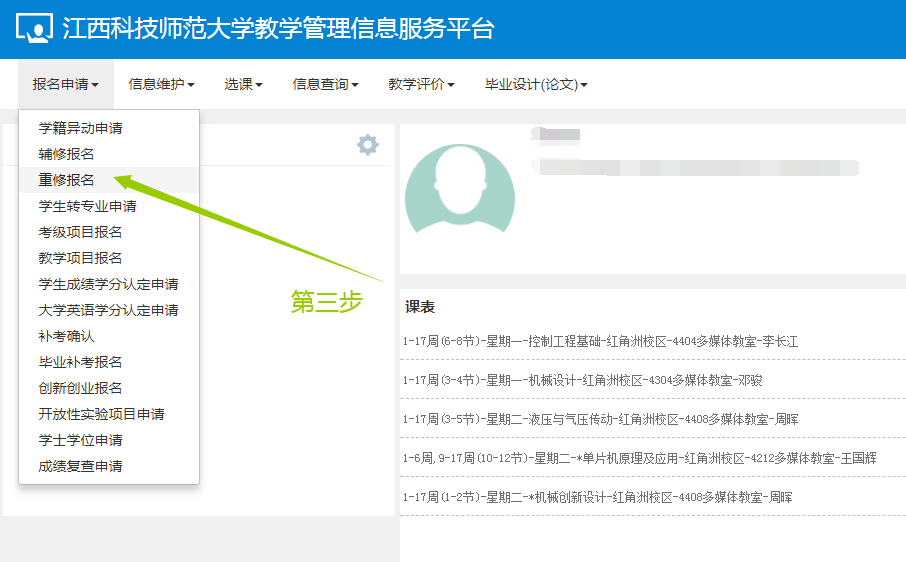 江西科技师范大学教学管理信息服务平台
报名申请 信息维护 选课 信息查询 教学评价 毕业设计(论文)
学籍异动申请
辅修报名
重修报名
学生转专业申请
考级项目报名
教学项目报名
学生成绩学分认定申请
大学英语学分认定申请
补考确认
毕业补考报名
创新创业报名
开放性实验项目申请
学士学位申请
成绩复查申请
第三步
课表
1-17周(6-8节)-星期一-控制工程基础-红角洲校区-4404多媒体教室-李长江
1-17周(3-4节)-星期一-机械设计-红角洲校区-4304多媒体教室-邓骏
1-17周(3-5节)-星期二-液压与气压传动-红角洲校区-4408多媒体教室-周晖
1-6周,9-17周(10-12节)-星期二-*单片机原理及应用-红角洲校区-4212多媒体教室-王国辉
1-17周(1-2节)-星期二-*机械创新设计-红角洲校区-4408多媒体教室-周晖